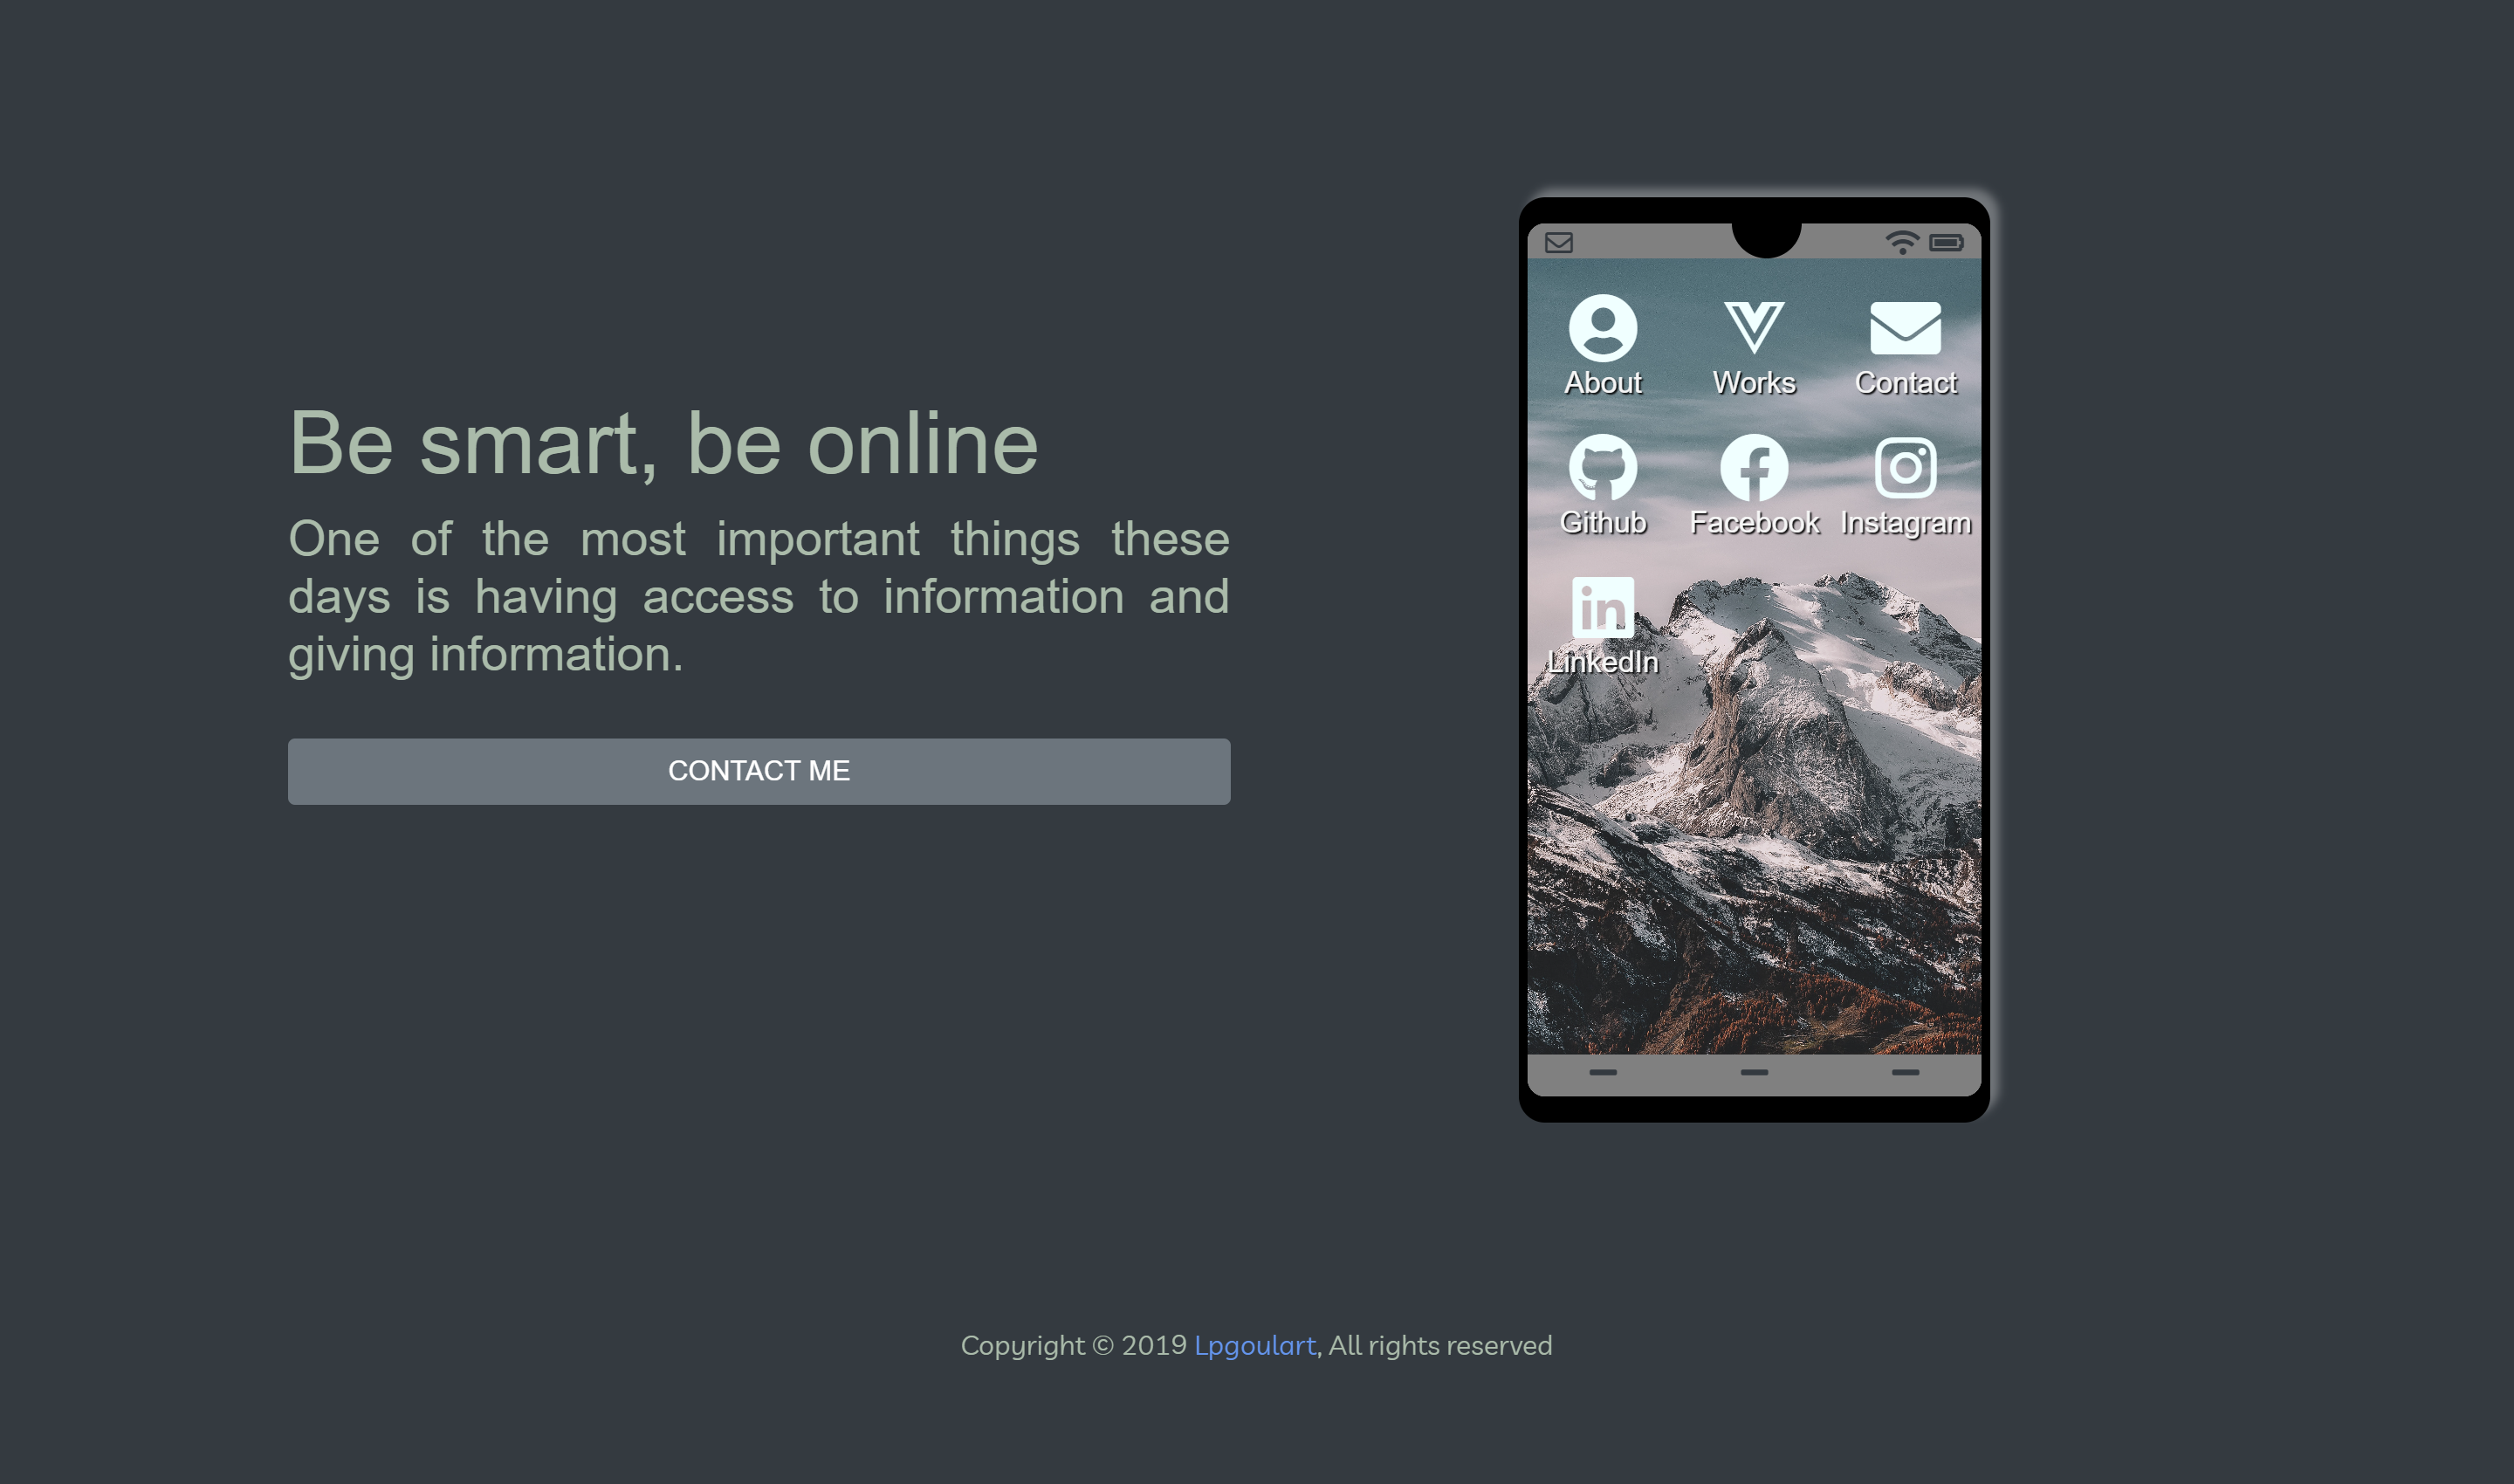 Be smart, be online
One of the most important things these
days is having access to information and
giving information.
CONTACT ME
About Works Contact
Github Facebook Instagram
LinkedIn
Copyright © 2019 Lpgoulart, All rights reserved